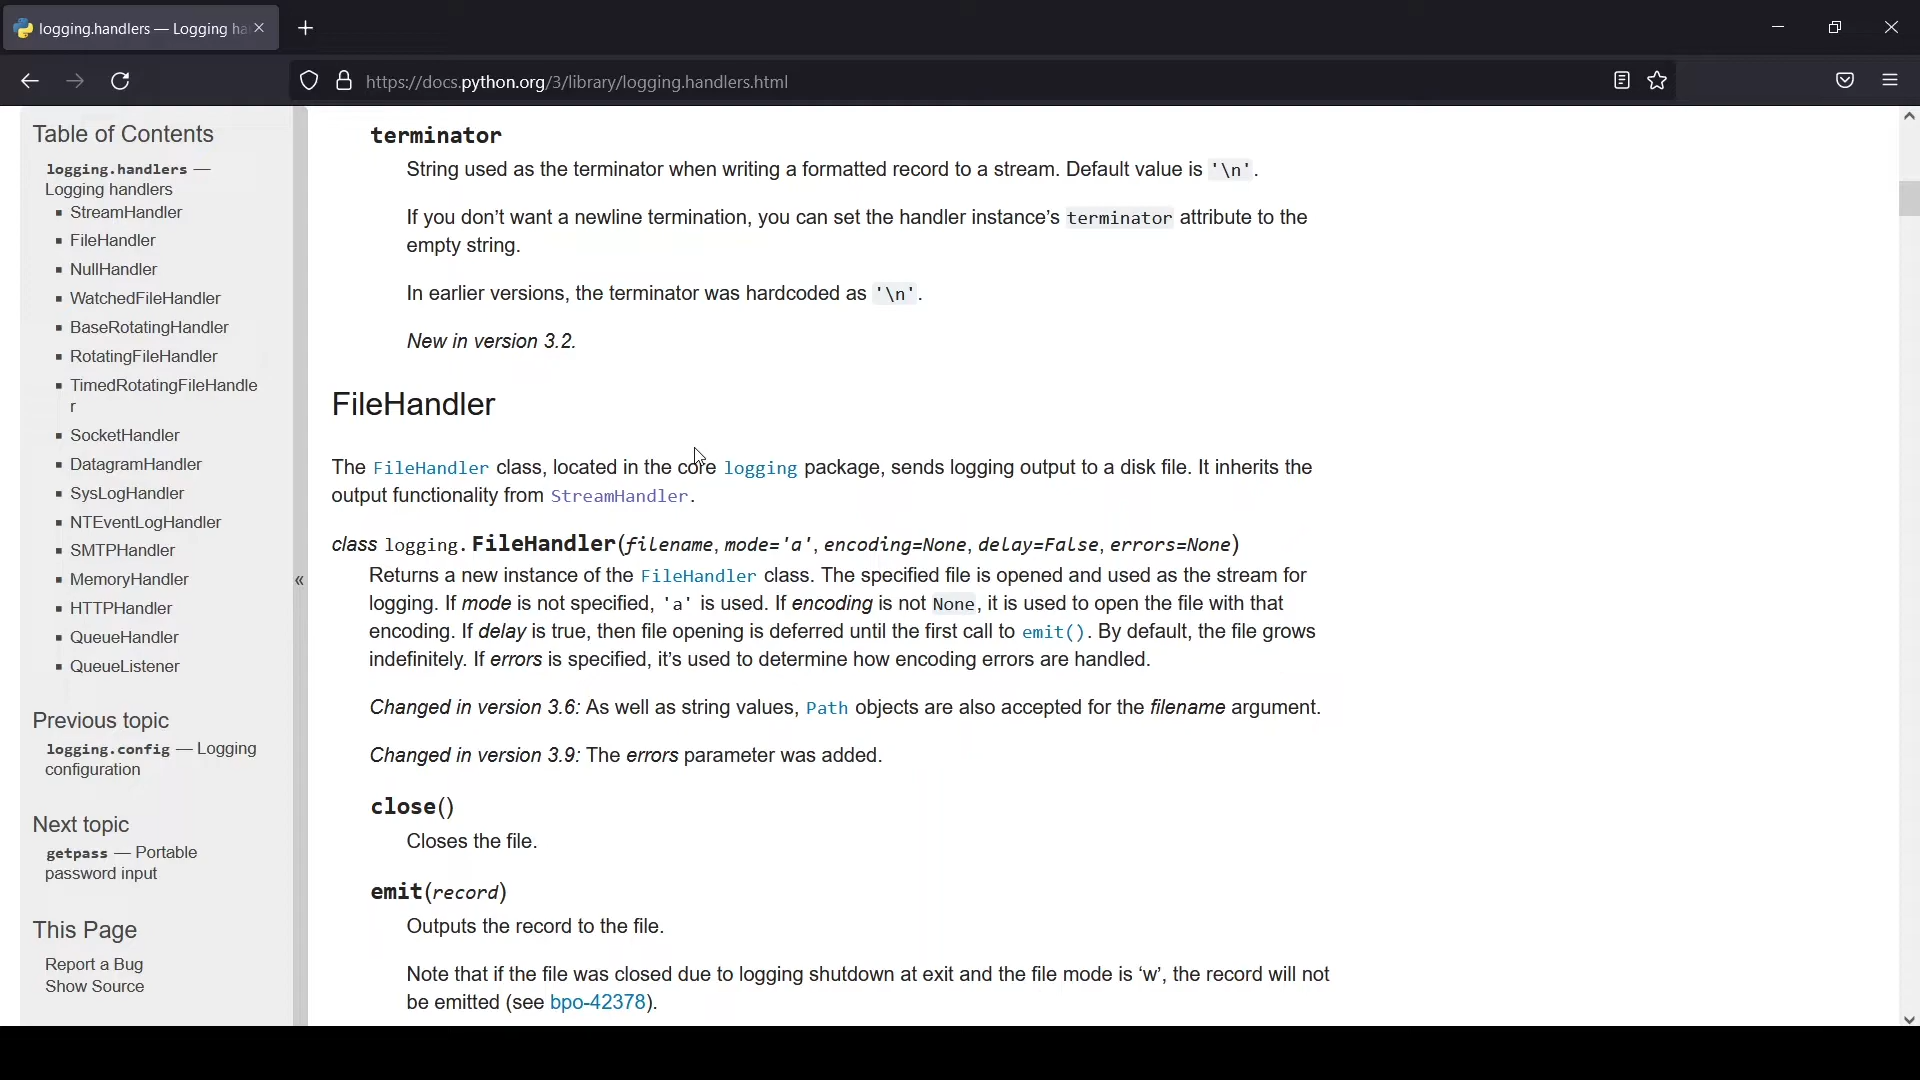 logging.handlers — Logging ha
https://docs.python.org/3/library/logging.handlers.html
Table of Contents
logging.handlers —
Logging handlers
StreamHandler
FileHandler
NullHandler
WatchedFileHandler
BaseRotatingHandler
RotatingFileHandler
TimedRotatingFileHandle
r
SocketHandler
DatagramHandler
SysLogHandler
NTEventLogHandler
SMTPHandler
MemoryHandler
HTTPHandler
QueueHandler
QueueListener
Previous topic
logging.config — Logging
configuration
Next topic
getpass — Portable
password input
This Page
Report a Bug
Show Source
«
terminator
String used as the terminator when writing a formatted record to a stream. Default value is '\n'.
If you don’t want a newline termination, you can set the handler instance’s terminator attribute to the
empty string.
In earlier versions, the terminator was hardcoded as '\n'.
New in version 3.2.
FileHandler
The FileHandler class, located in the core logging package, sends logging output to a disk file. It inherits the
output functionality from StreamHandler.
class logging.FileHandler(filename, mode='a', encoding=None, delay=False, errors=None)
Returns a new instance of the FileHandler class. The specified file is opened and used as the stream for
logging. If mode is not specified, 'a' is used. If encoding is not None, it is used to open the file with that
encoding. If delay is true, then file opening is deferred until the first call to emit(). By default, the file grows
indefinitely. If errors is specified, it’s used to determine how encoding errors are handled.
Changed in version 3.6: As well as string values, Path objects are also accepted for the filename argument.
Changed in version 3.9: The errors parameter was added.
close()
Closes the file.
emit(record)
Outputs the record to the file.
Note that if the file was closed due to logging shutdown at exit and the file mode is ‘w’, the record will not
be emitted (see bpo-42378).